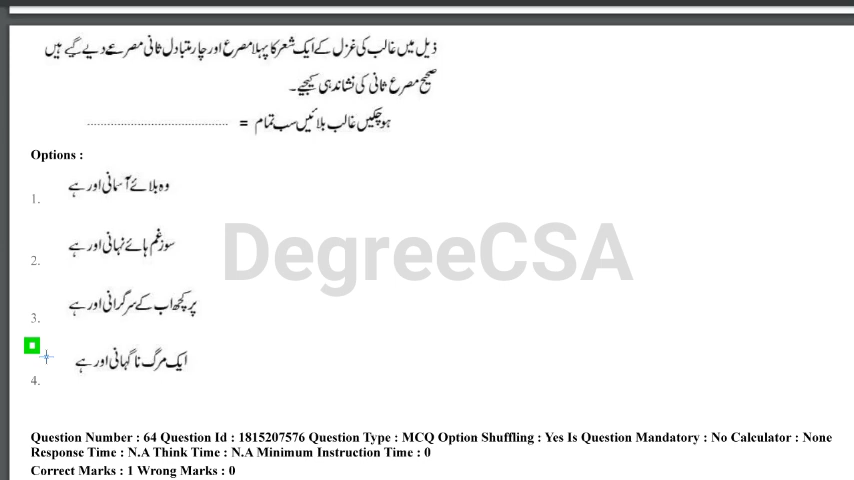 ذیل میں غالب کی غزل کے ایک شعر کا پہلا مصرع اور چار متبادل ثانی مصرعے دیے گیے ہیں
صحیح مصرع ثانی کی نشاندہی کیجیے۔
ہوچکیں غالب بلائیں سب تمام = ........................................
Options :
وہ بلائے آسمانی اور ہے
1.
سوزِغم ہائے نہانی اور ہے
2.
DegreeCSA
پر کچھ اب کے سرگرانی اور ہے
3.
ایک مرگ ناگہانی اور ہے
4.
Question Number : 64 Question Id : 1815207576 Question Type : MCQ Option Shuffling : Yes Is Question Mandatory : No Calculator : None
Response Time : N.A Think Time : N.A Minimum Instruction Time : 0
Correct Marks : 1 Wrong Marks : 0